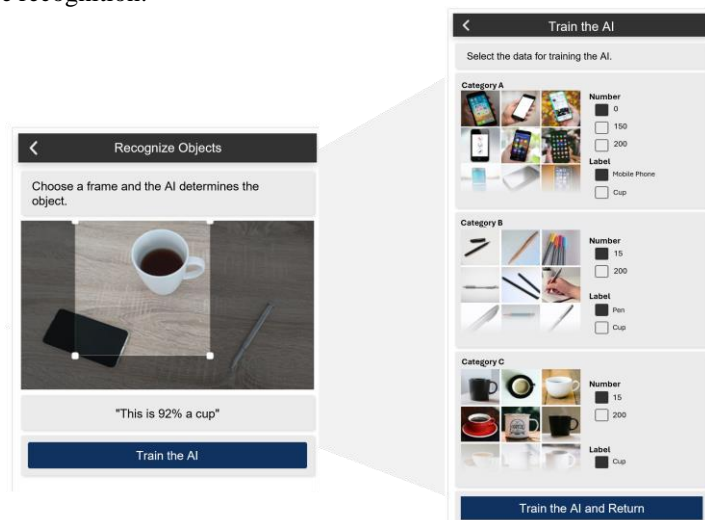 e recognition.
Recognize Objects
Choose a frame and the AI determines the
object.
"This is 92% a cup"
Train the AI
Train the AI
Select the data for training the AI.
Category A
Number
0
150
200
Label
Mobile Phone
Cup
Category B
Number
15
200
Label
Pen
Cup
Category C
Number
15
200
Label
Cup
Train the AI and Return